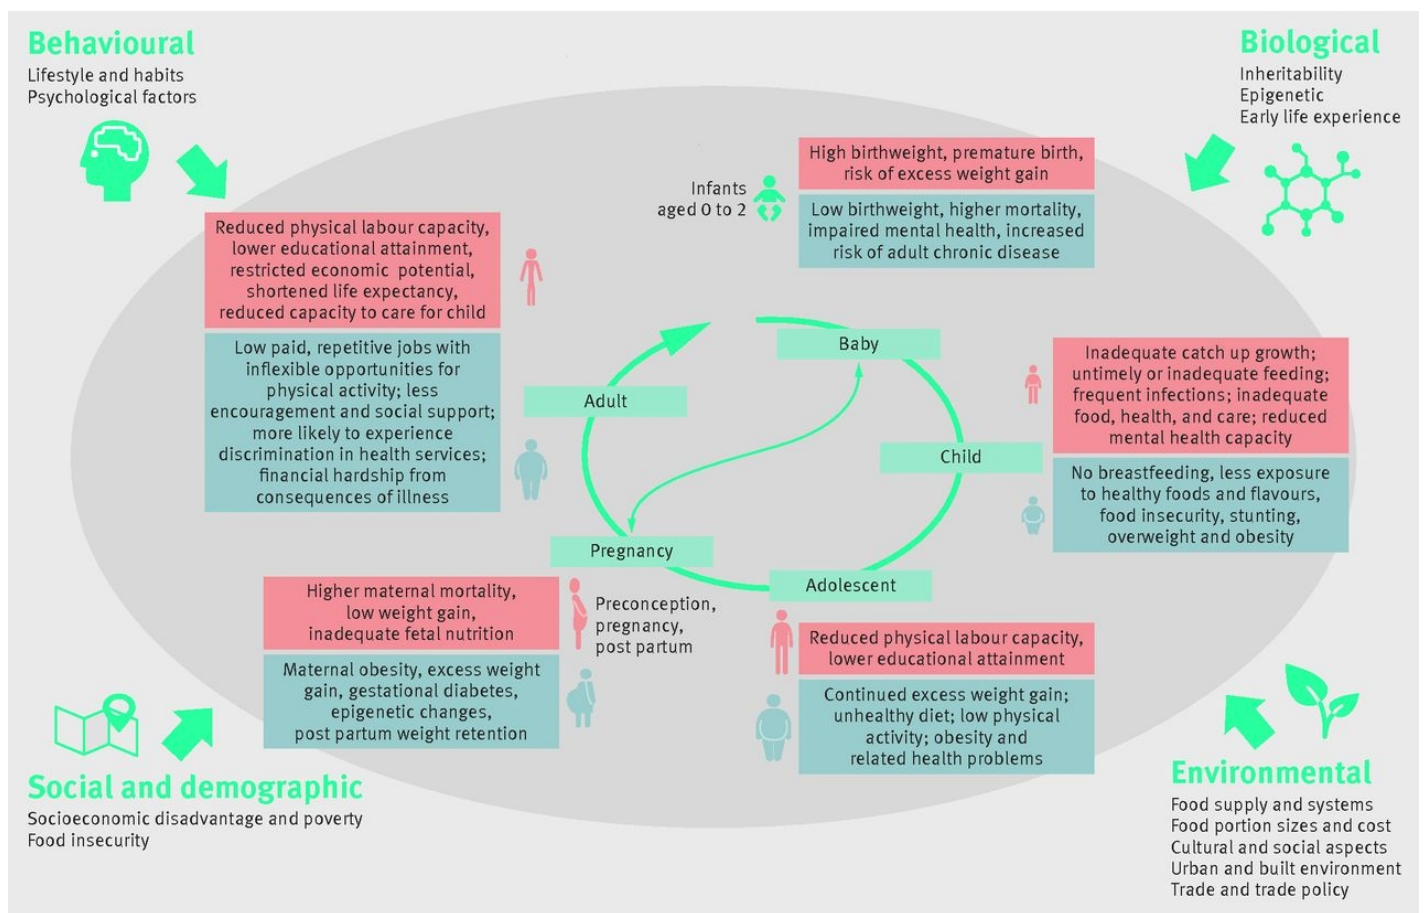 Behavioural
Lifestyle and habits
Psychological factors
Biological
Inheritability
Epigenetic
Early life experience
Infants
aged 0 to 2
High birthweight, premature birth,
risk of excess weight gain
Low birthweight, higher mortality,
impaired mental health, increased
risk of adult chronic disease
Reduced physical labour capacity,
lower educational attainment,
restricted economic potential,
shortened life expectancy,
reduced capacity to care for child
Low paid, repetitive jobs with
inflexible opportunities for
physical activity; less
encouragement and social support;
more likely to experience
discrimination in health services;
financial hardship from
consequences of illness
Baby
Adult
Child
Pregnancy
Adolescent
Inadequate catch up growth;
untimely or inadequate feeding;
frequent infections; inadequate
food, health, and care; reduced
mental health capacity
No breastfeeding, less exposure
to healthy foods and flavours,
food insecurity, stunting,
overweight and obesity
Higher maternal mortality,
low weight gain,
inadequate fetal nutrition
Maternal obesity, excess weight
gain, gestational diabetes,
epigenetic changes,
post partum weight retention
Preconception,
pregnancy,
post partum
Reduced physical labour capacity,
lower educational attainment
Continued excess weight gain;
unhealthy diet; low physical
activity; obesity and
related health problems
Social and demographic
Socioeconomic disadvantage and poverty
Food insecurity
Environmental
Food supply and systems
Food portion sizes and cost
Cultural and social aspects
Urban and built environment
Trade and trade policy